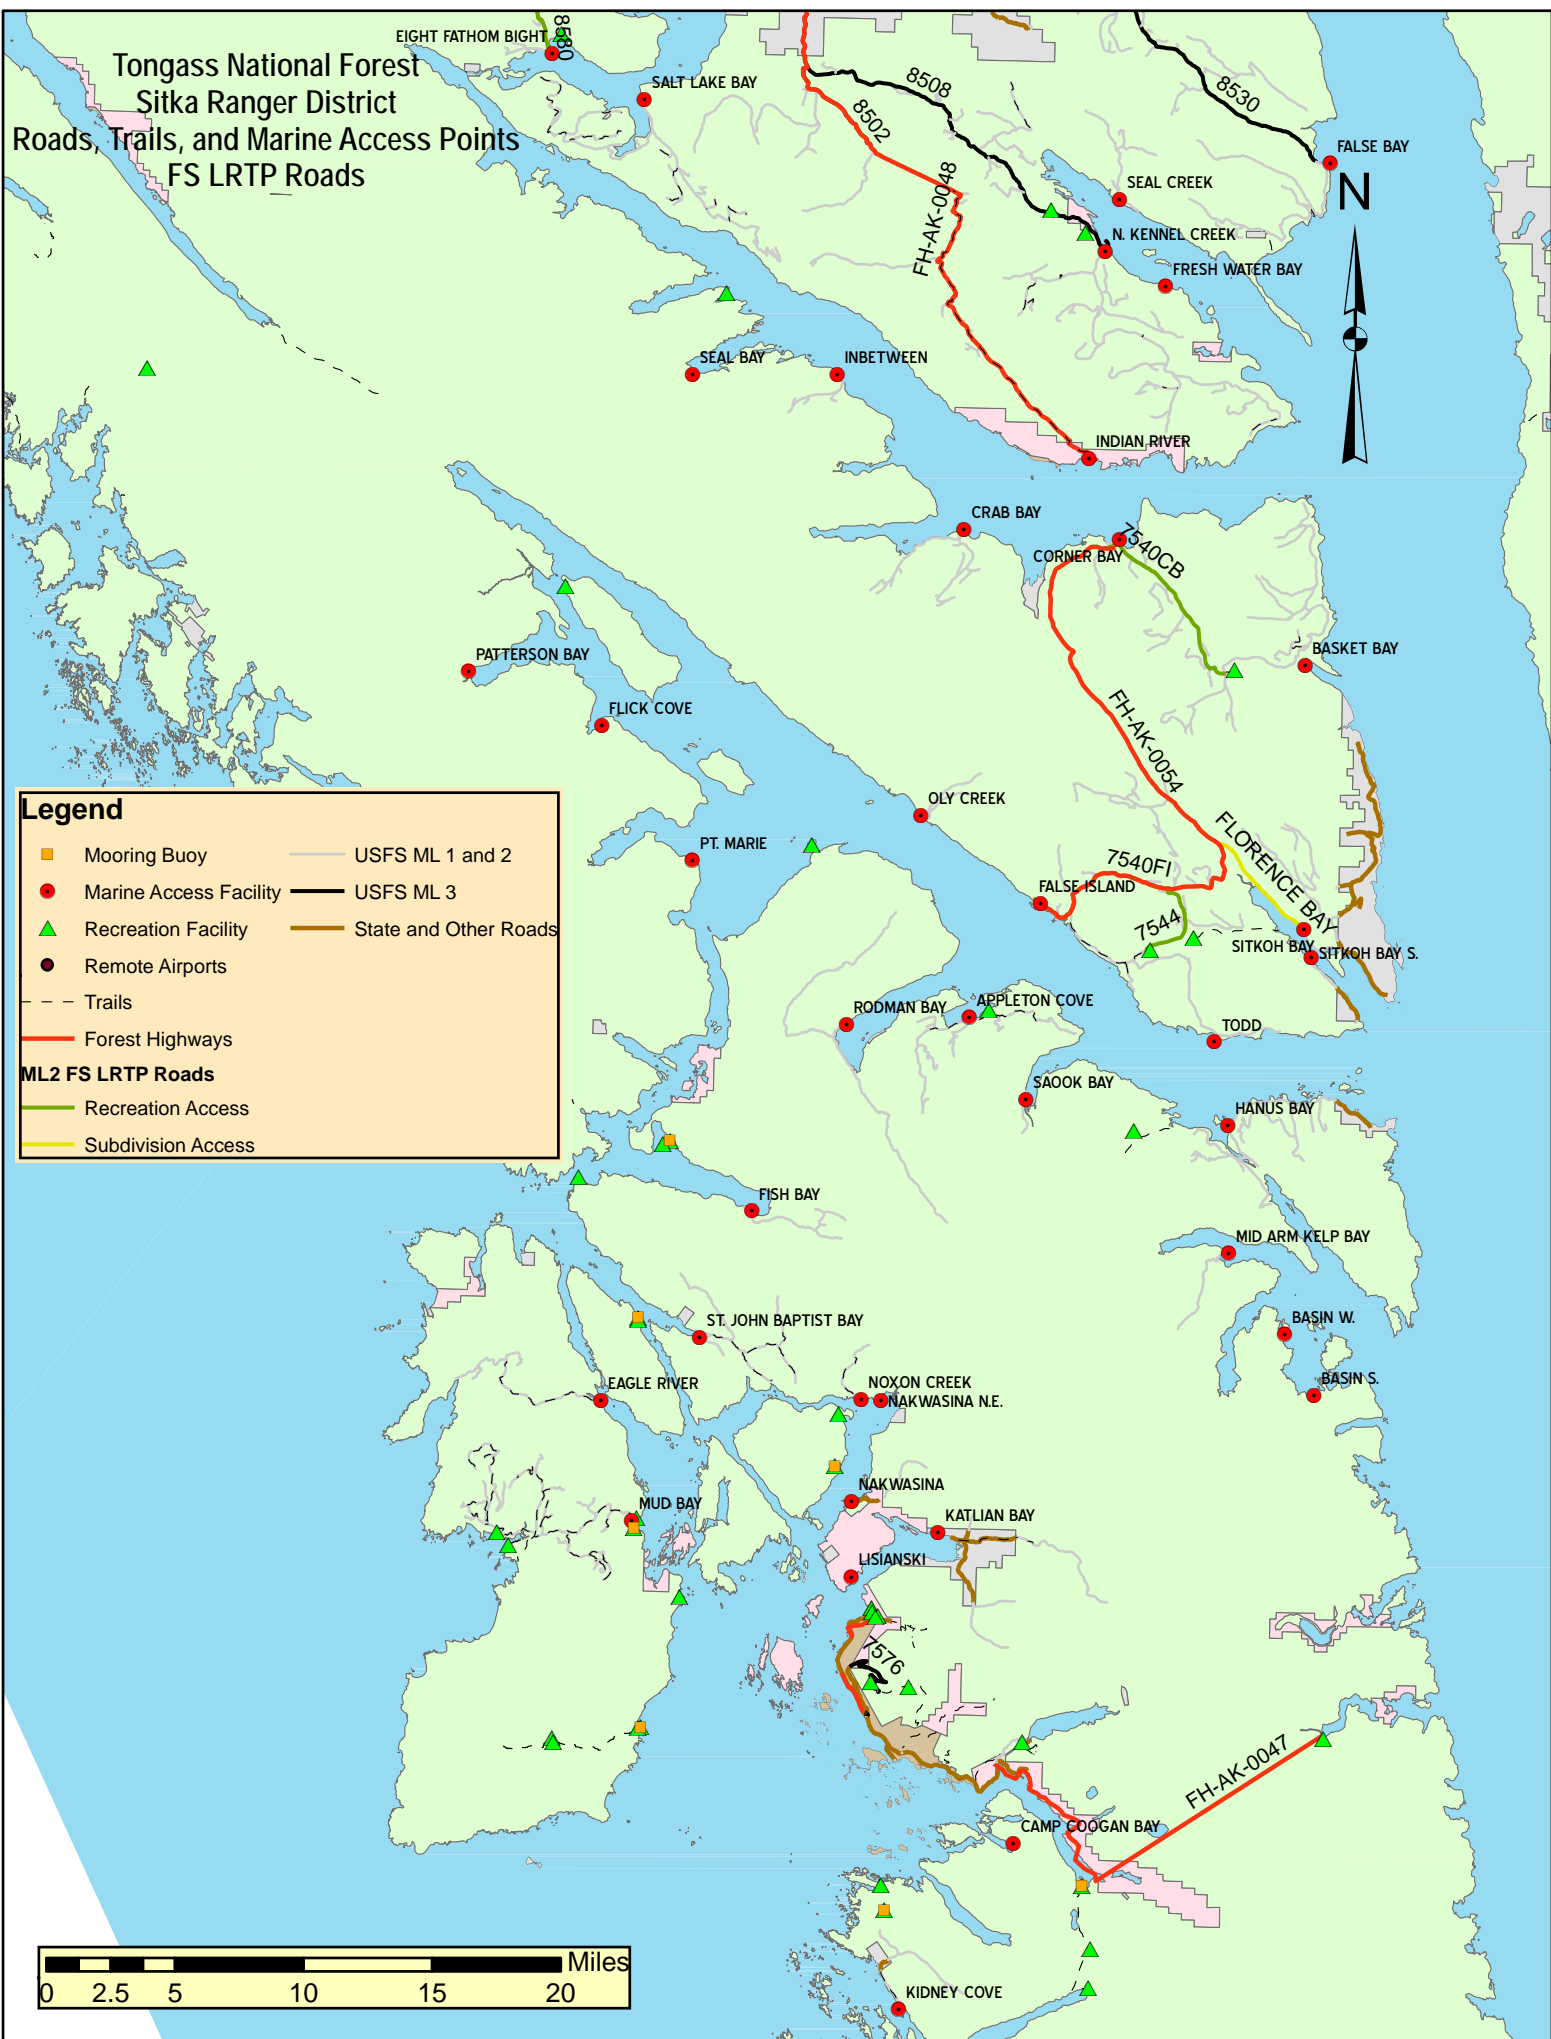 Tongass National Forest
Sitka Ranger District
Roads, Trails, and Marine Access Points
FS LRTP Roads
EIGHT FATHOM BIGHT
8580
SALT LAKE BAY
8508
8502
8530
FALSE BAY
N
FH-AK-0048
SEAL CREEK
N. KENNEL CREEK
FRESH WATER BAY
SEAL BAY
INBETWEEN
INDIAN RIVER
CRAB BAY
CORNER BAY
7540CB
PATTERSON BAY
BASKET BAY
FLICK COVE
FH-AK-0054
OLY CREEK
PT. MARIE
FLORENCE BAY
7540FI
FALSE ISLAND
7544
SITKOH BAY
SITKOH BAY S.
RODMAN BAY
APPLETON COVE
TODD
SAOOK BAY
HANUS BAY
FISH BAY
MID ARM KELP BAY
ST. JOHN BAPTIST BAY
BASIN W.
EAGLE RIVER
NOXON CREEK
NAKWASINA N.E.
BASIN S.
NAKWASINA
MUD BAY
KATLIAN BAY
LISIANSKI
7576
FH-AK-0047
CAMP COOGAN BAY
KIDNEY COVE
Legend
Mooring Buoy
Marine Access Facility
Recreation Facility
Remote Airports
Trails
Forest Highways
ML2 FS LRTP Roads
Recreation Access
Subdivision Access
USFS ML 1 and 2
USFS ML 3
State and Other Roads
Miles
0 2.5 5 10 15 20